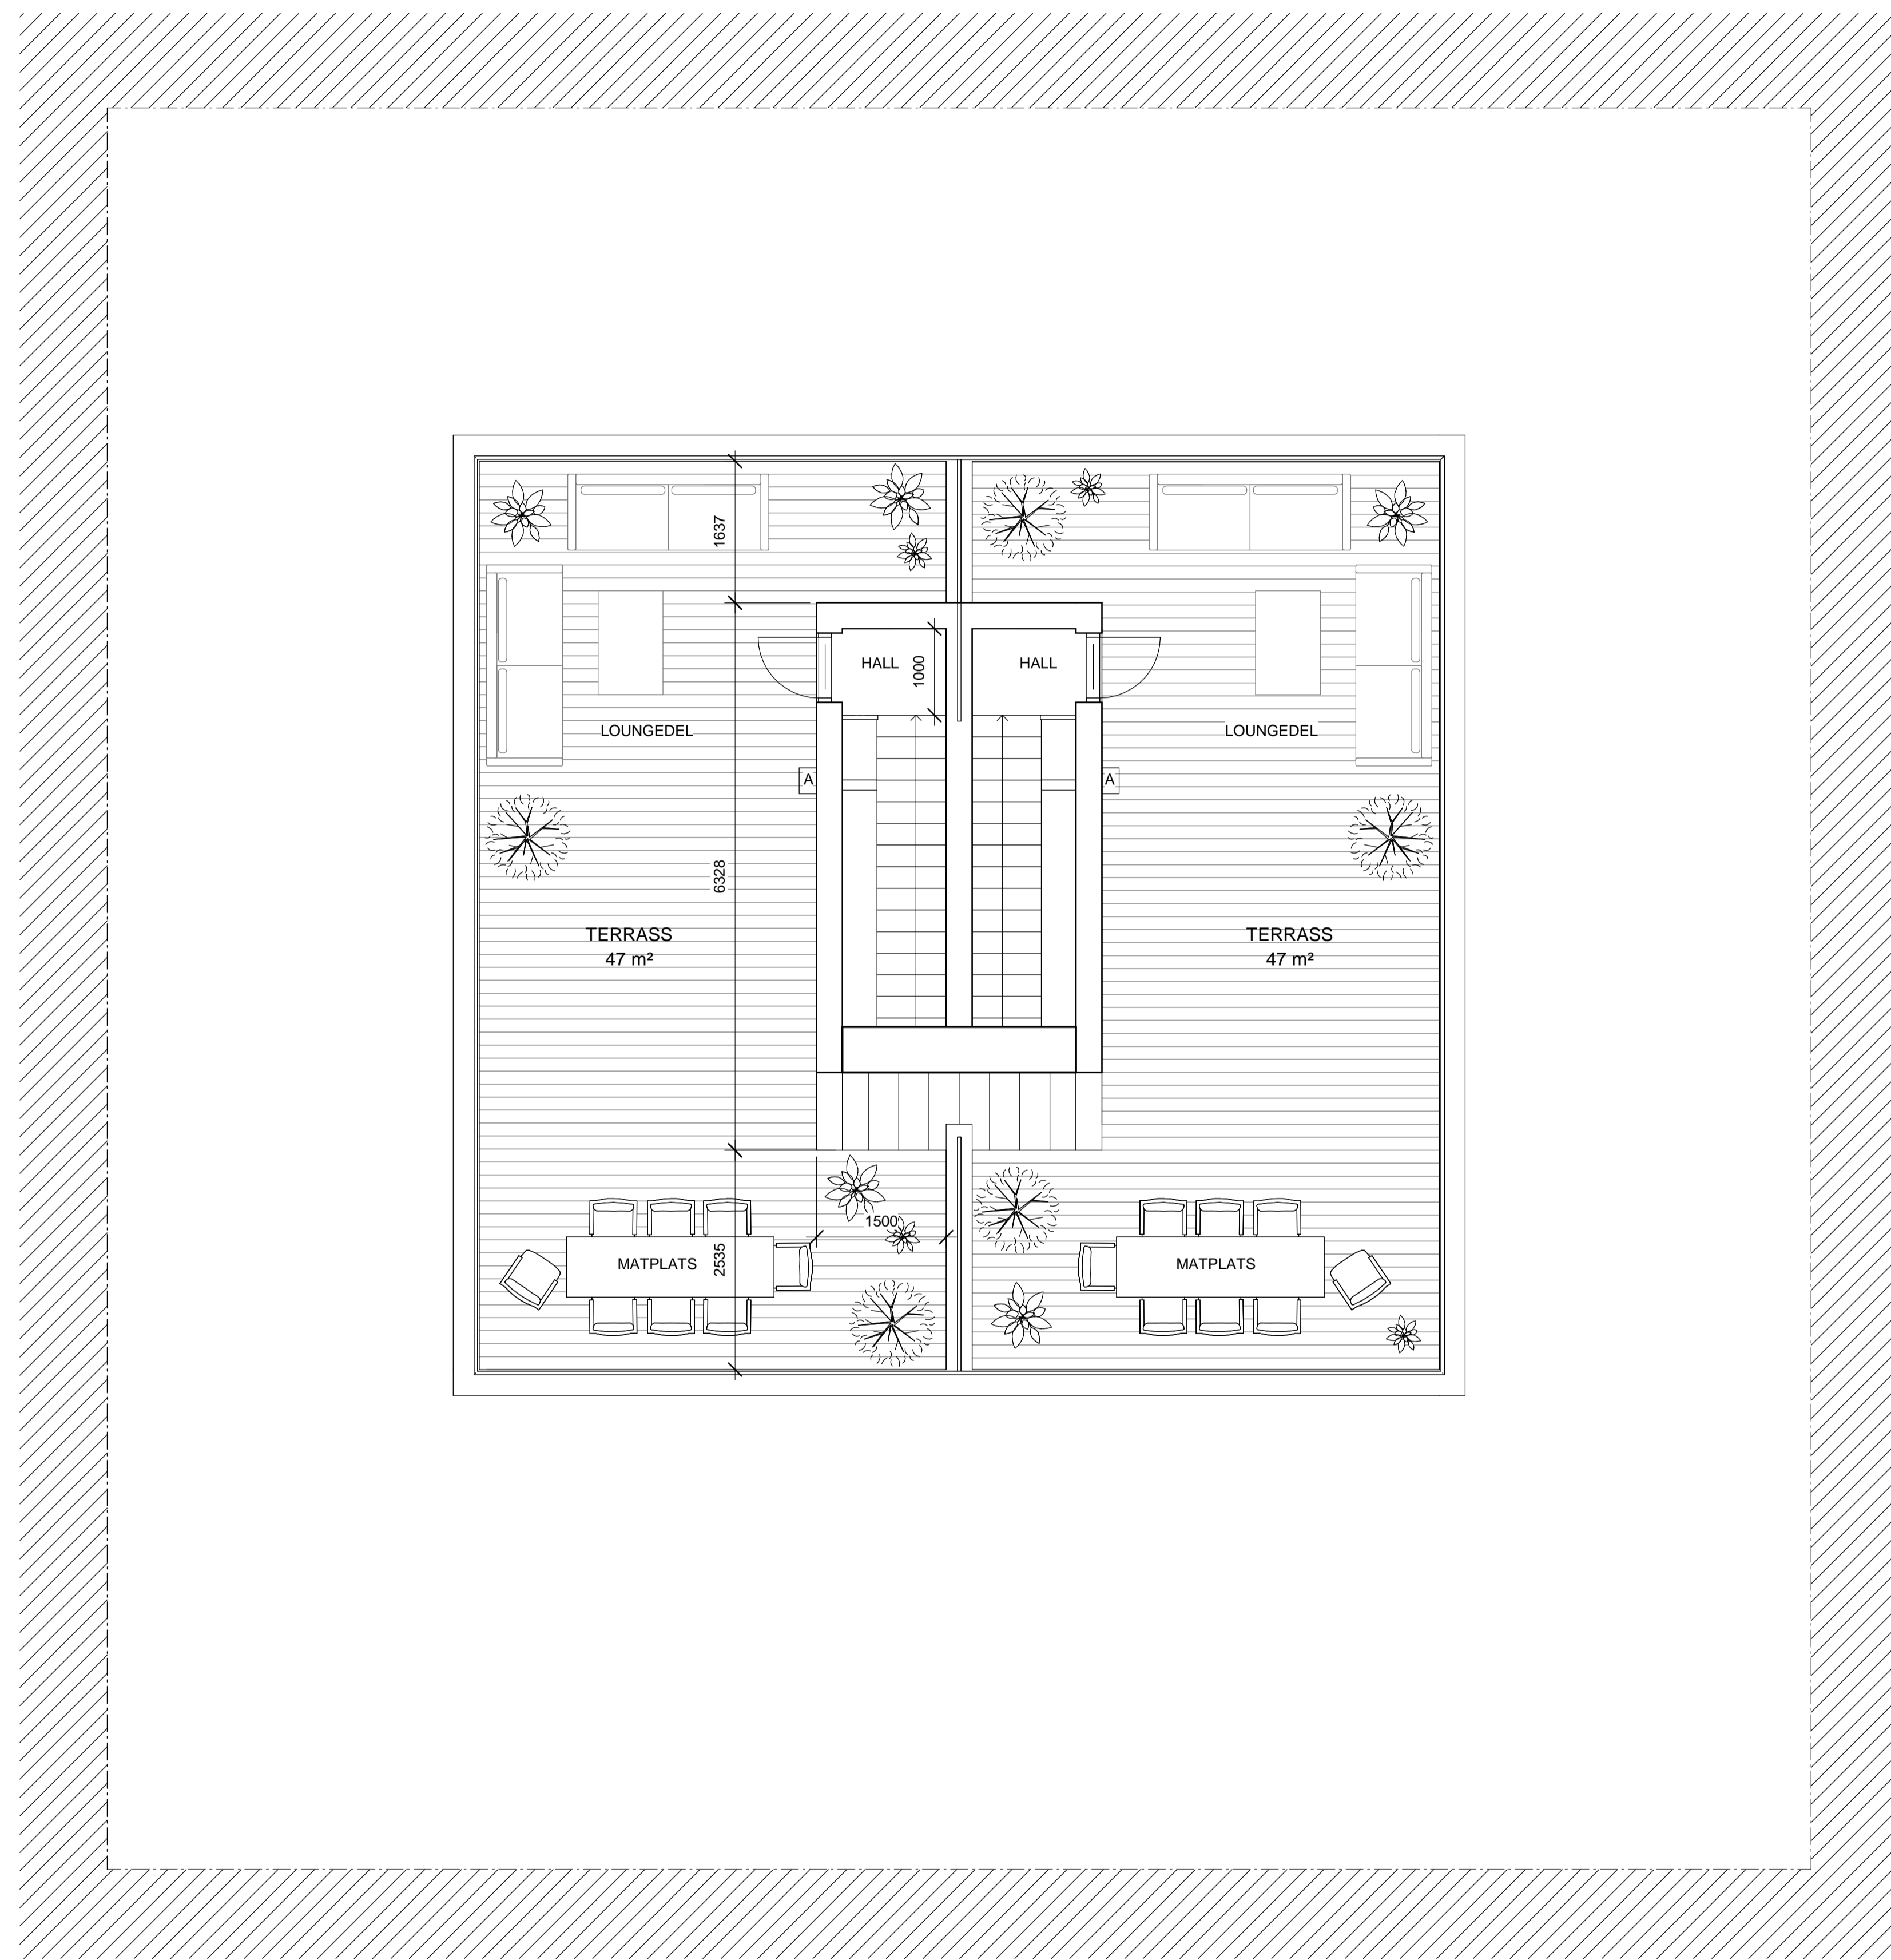 1637
HALL
1000
HALL
LOUNGEDEL
LOUNGEDEL
A
A
6328
TERRASS
47 m²
TERRASS
47 m²
1500
2535
MATPLATS
MATPLATS